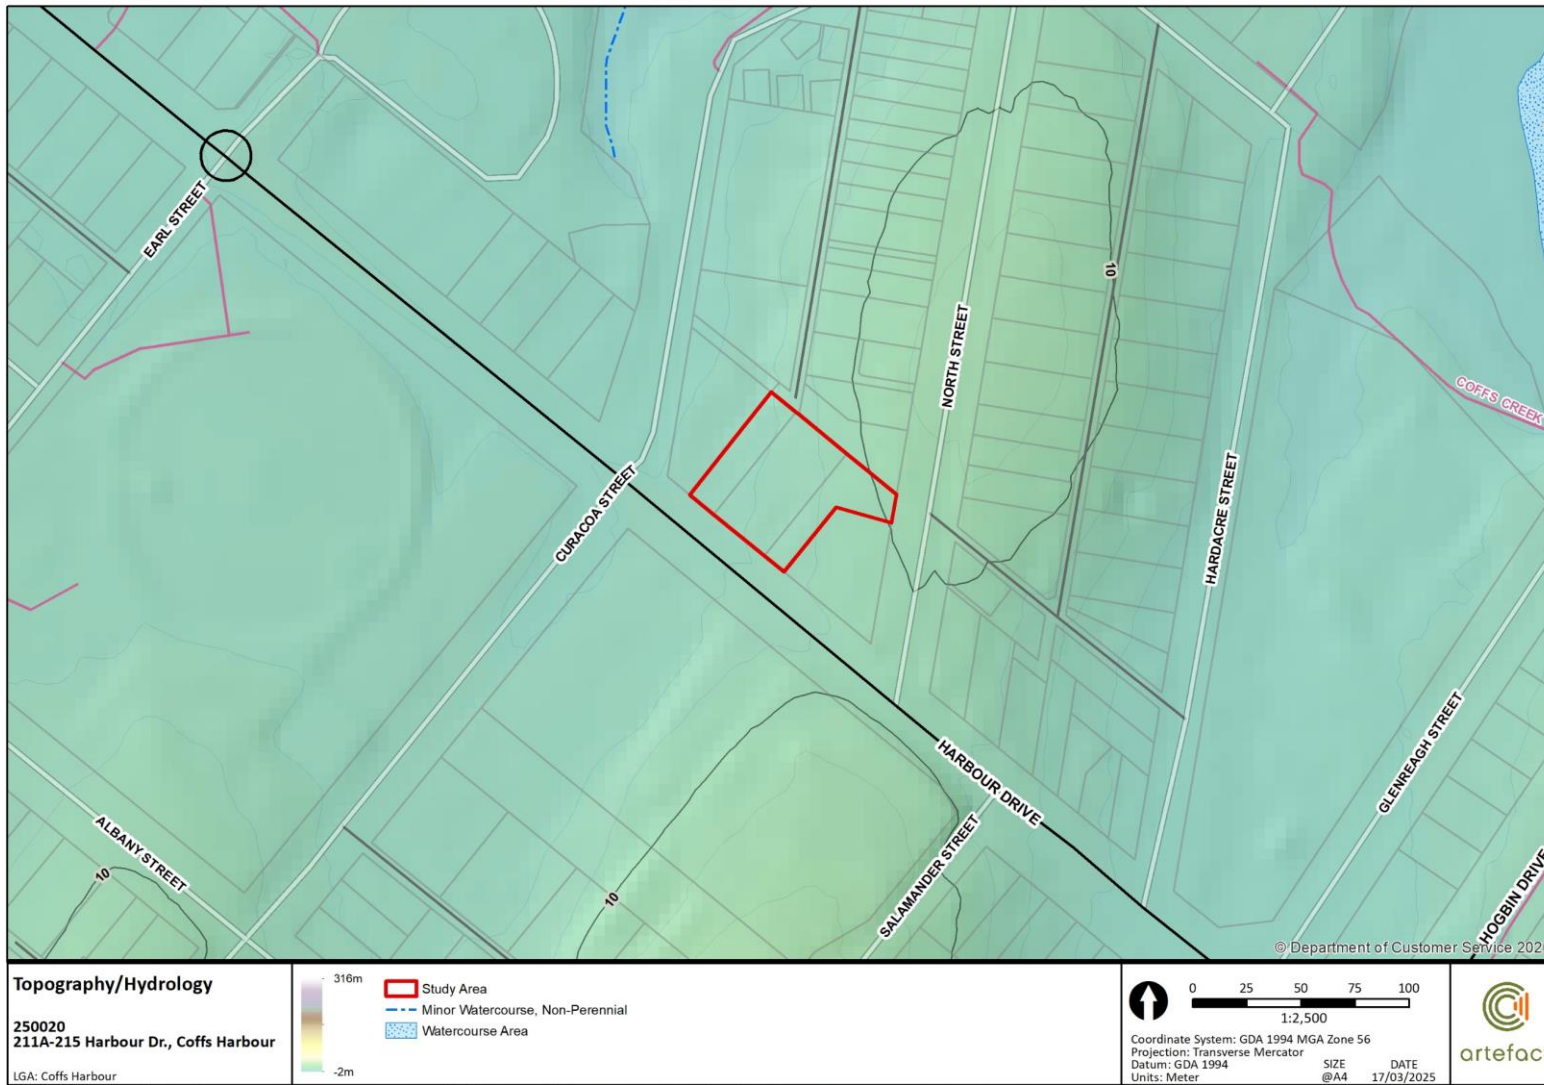 EARL STREET
10
NORTH STREET
COFFS CREEK
CURACOA STREET
HARDACRE STREET
HARBOUR DRIVE
GLENREAGH STREET
ALBANY STREET
10
10
SALAMANDER STREET
HOGBIN DRIVE
© Department of Customer Service 202
Topography/Hydrology
250020
211A-215 Harbour Dr., Coffs Harbour
LGA: Coffs Harbour
316m
-2m
Study Area
Minor Watercourse, Non-Perennial
Watercourse Area
0 25 50 75 100
1:2,500
Coordinate System: GDA 1994 MGA Zone 56
Projection: Transverse Mercator
Datum: GDA 1994
Units: Meter
SIZE
@A4
DATE
17/03/2025
artefac